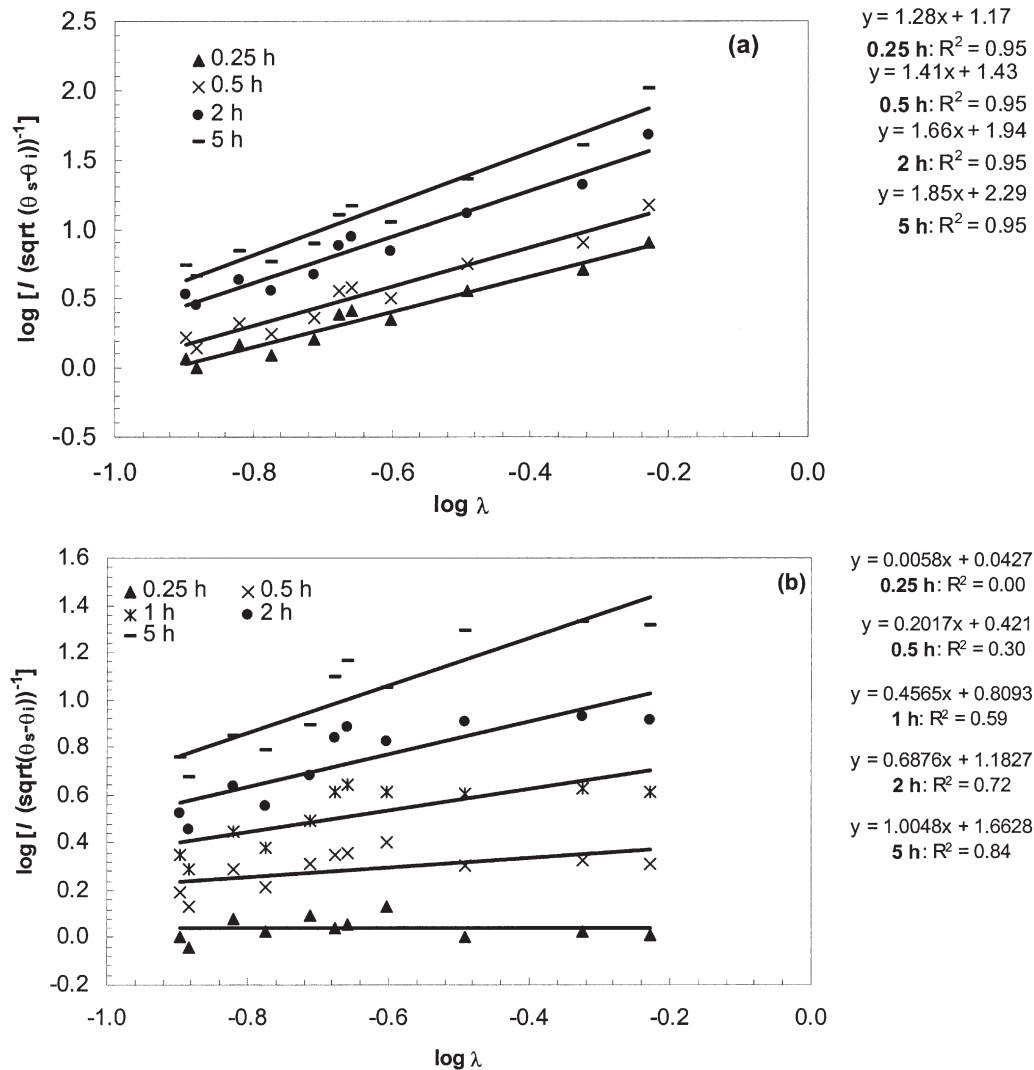 (a)
▲ 0.25 h
× 0.5 h
● 2 h
– 5 h
2.5
2.0
1.5
1.0
0.5
0.0
-0.5
log [I / (sqrt (θs-θi))⁻¹]
-1.0 -0.8 -0.6 -0.4 -0.2 0.0
log λ
y = 1.28x + 1.17
0.25 h: R² = 0.95
y = 1.41x + 1.43
0.5 h: R² = 0.95
y = 1.66x + 1.94
2 h: R² = 0.95
y = 1.85x + 2.29
5 h: R² = 0.95
(b)
▲ 0.25 h × 0.5 h
ж 1 h ● 2 h
– 5 h
1.6
1.4
1.2
1.0
0.8
0.6
0.4
0.2
0.0
-0.2
log [I / (sqrt(θs-θi))⁻¹]
-1.0 -0.8 -0.6 -0.4 -0.2 0.0
log λ
y = 0.0058x + 0.0427
0.25 h: R² = 0.00
y = 0.2017x + 0.421
0.5 h: R² = 0.30
y = 0.4565x + 0.8093
1 h: R² = 0.59
y = 0.6876x + 1.1827
2 h: R² = 0.72
y = 1.0048x + 1.6628
5 h: R² = 0.84